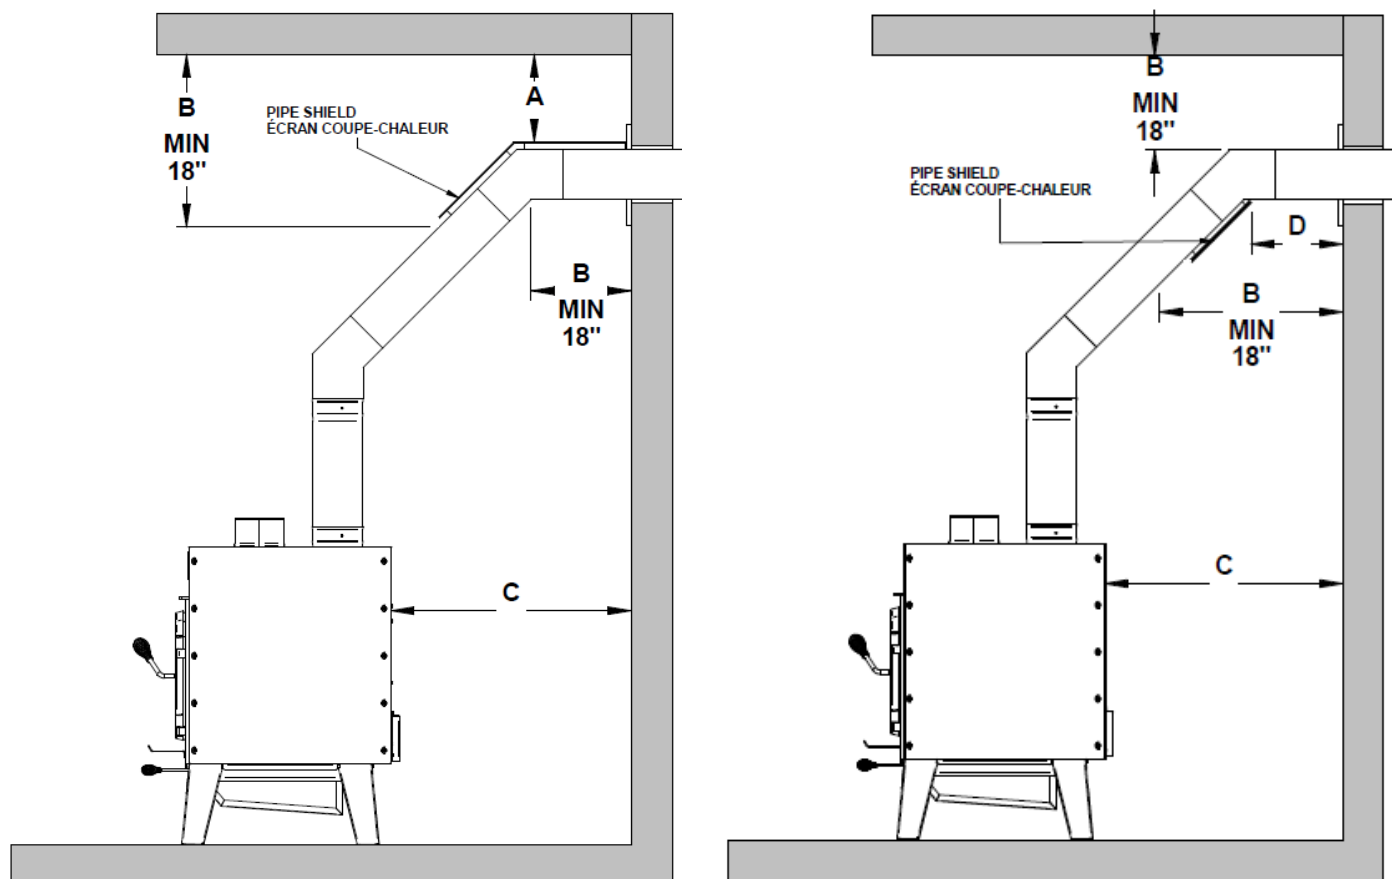 B
MIN
18"
PIPE SHIELD
ÉCRAN COUPE-CHALEUR
A
B
MIN
18"
C
B
MIN
18"
PIPE SHIELD
ÉCRAN COUPE-CHALEUR
D
B
MIN
18"
C